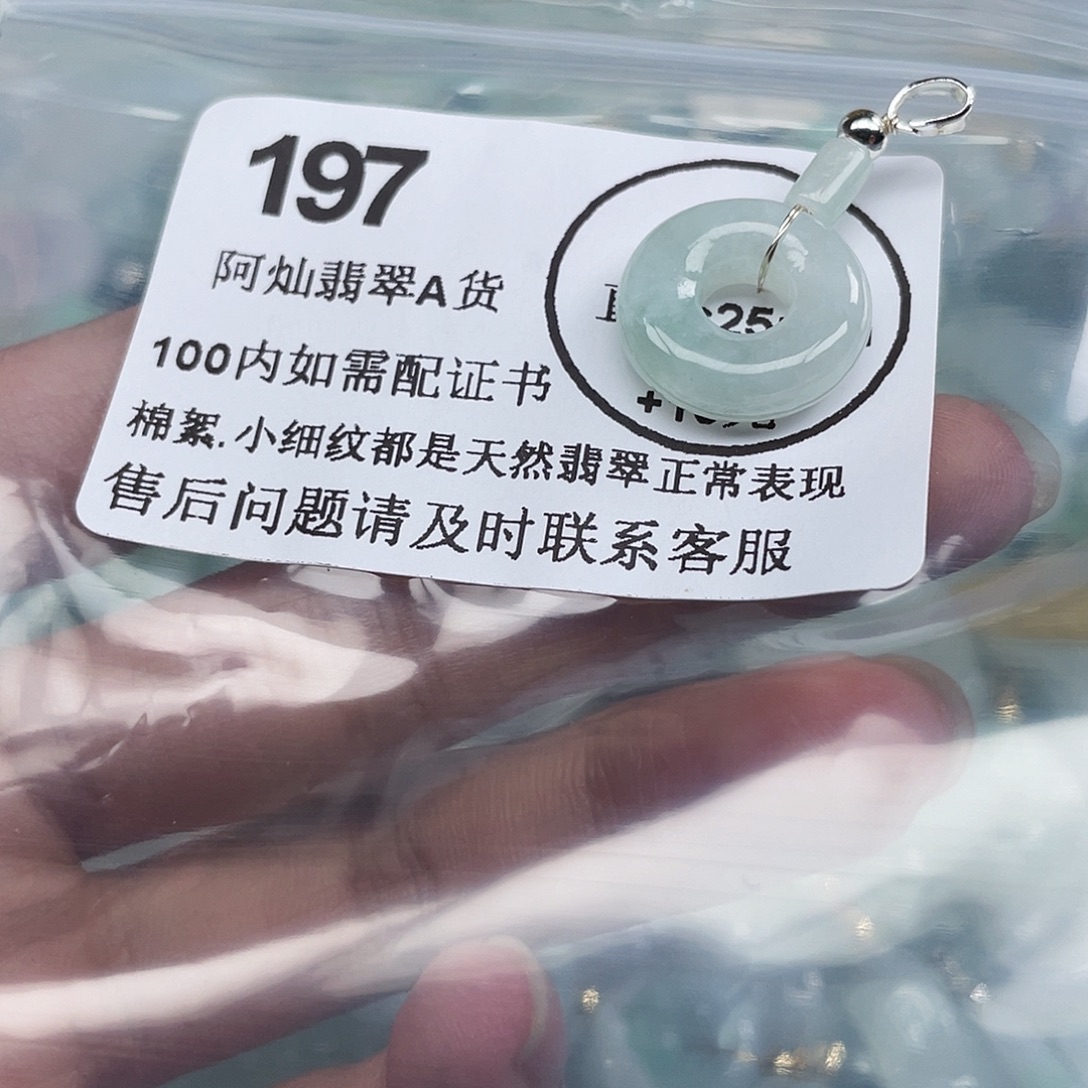 197
阿灿翡翠A货
100内如需配证书
25
棉絮.小细纹都是天然翡翠正常表现
售后问题请及时联系客服